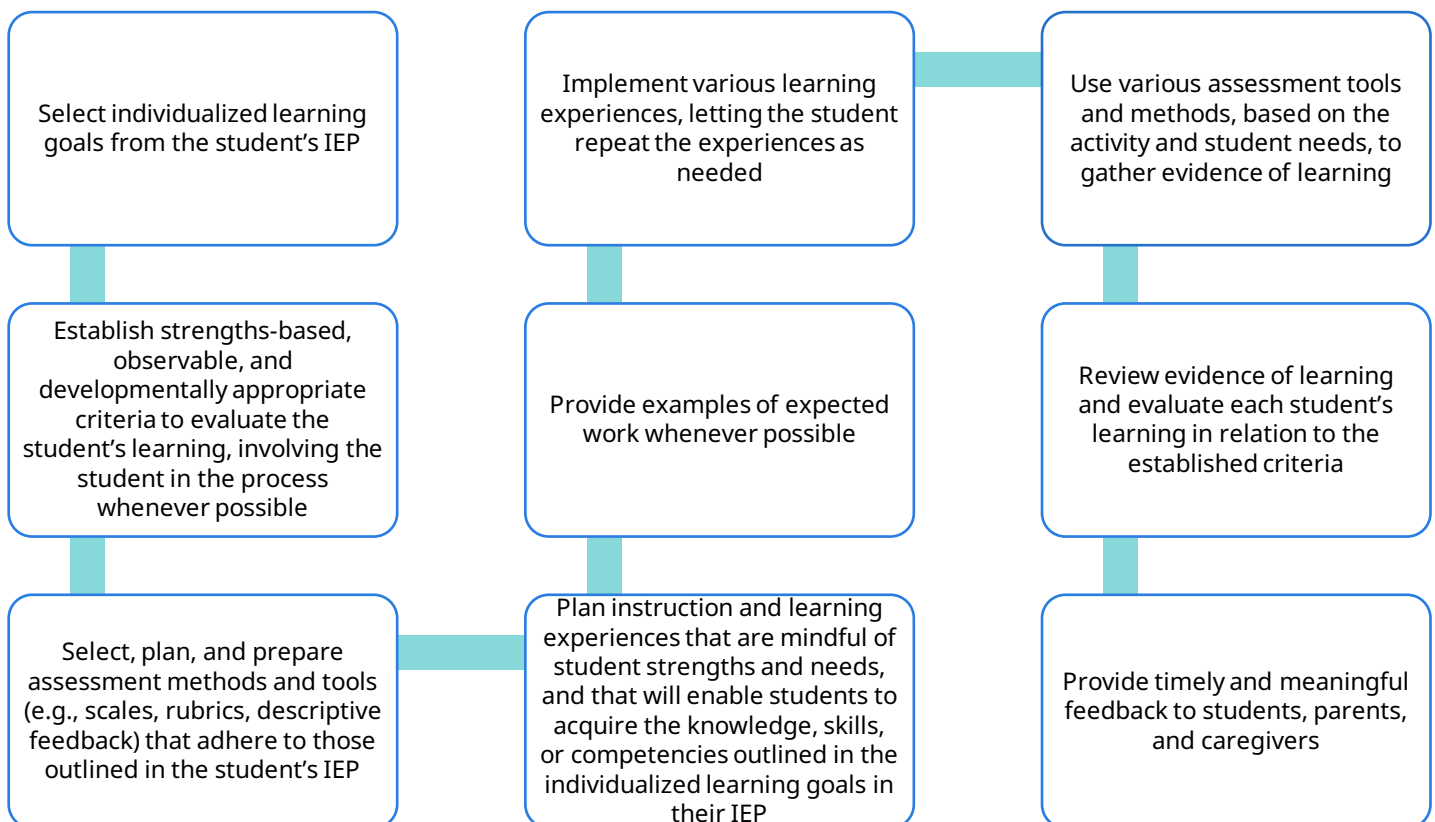 Select individualized learning
goals from the student’s IEP
Establish strengths-based,
observable, and
developmentally appropriate
criteria to evaluate the
student’s learning, involving the
student in the process
whenever possible
Select, plan, and prepare
assessment methods and tools
(e.g., scales, rubrics, descriptive
feedback) that adhere to those
outlined in the student’s IEP
Plan instruction and learning
experiences that are mindful of
student strengths and needs,
and that will enable students to
acquire the knowledge, skills,
or competencies outlined in the
individualized learning goals in
their IEP
Provide examples of expected
work whenever possible
Implement various learning
experiences, letting the student
repeat the experiences as
needed
Use various assessment tools
and methods, based on the
activity and student needs, to
gather evidence of learning
Review evidence of learning
and evaluate each student’s
learning in relation to the
established criteria
Provide timely and meaningful
feedback to students, parents,
and caregivers